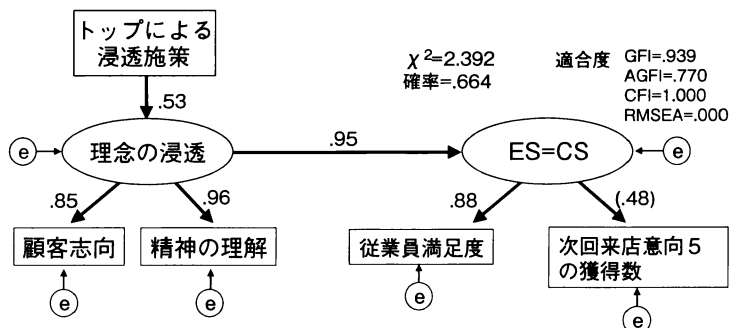 トップによる
浸透施策
χ²=2.392
確率=.664
適合度 GFI=.939
AGFI=.770
CFI=1.000
RMSEA=.000
.53
e
理念の浸透
.95
ES=CS
e
.85
.96
.88
(.48)
顧客志向
精神の理解
従業員満足度
次回来店意向5
の獲得数
e
e
e
e